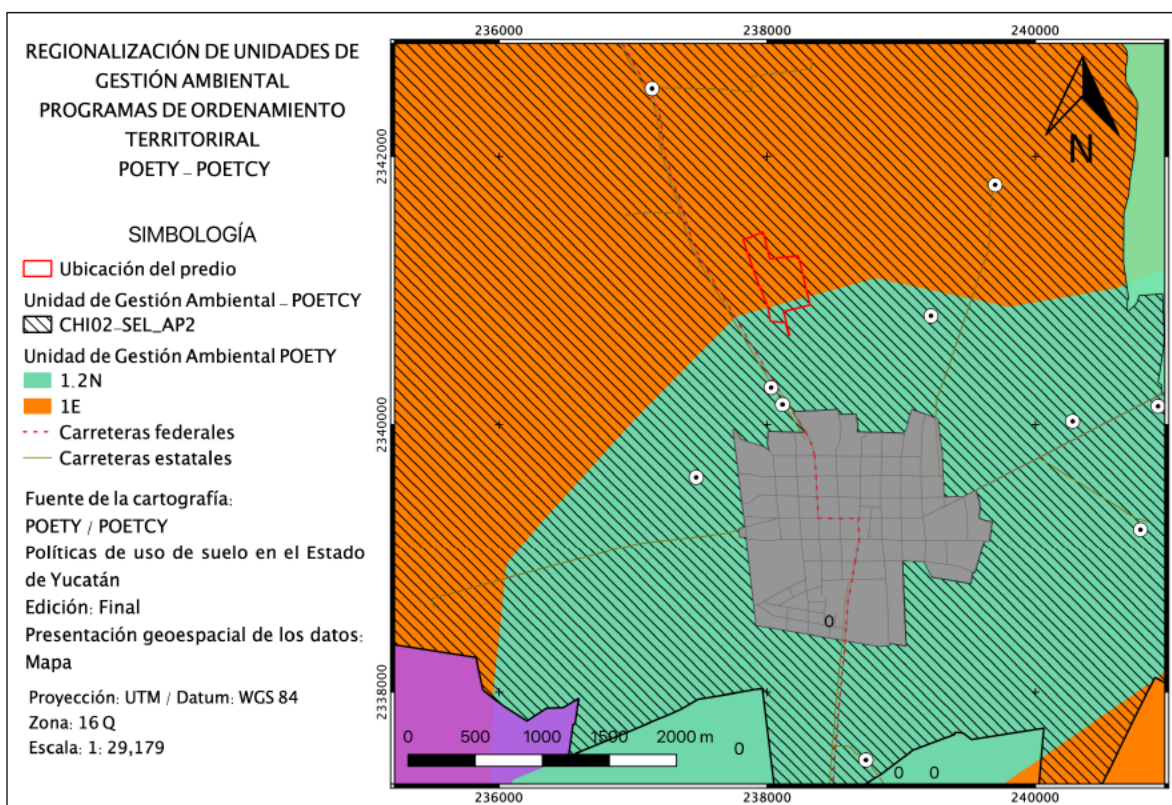 REGIONALIZACIÓN DE UNIDADES DE
GESTIÓN AMBIENTAL
PROGRAMAS DE ORDENAMIENTO
TERRITORIRAL
POETY – POETCY
SIMBOLOGÍA
Ubicación del predio
Unidad de Gestión Ambiental – POETCY
CHI02_SEL_AP2
Unidad de Gestión Ambiental POETY
1.2N
1E
Carreteras federales
Carreteras estatales
Fuente de la cartografía:
POETY / POETCY
Políticas de uso de suelo en el Estado
de Yucatán
Edición: Final
Presentación geoespacial de los datos:
Mapa
Proyección: UTM / Datum: WGS 84
Zona: 16 Q
Escala: 1: 29,179
236000
238000
240000
2342000
2340000
2338000
2342000
2340000
2338000
N
0
0
0 0
0 500 1000 1500 2000 m
236000
238000
240000